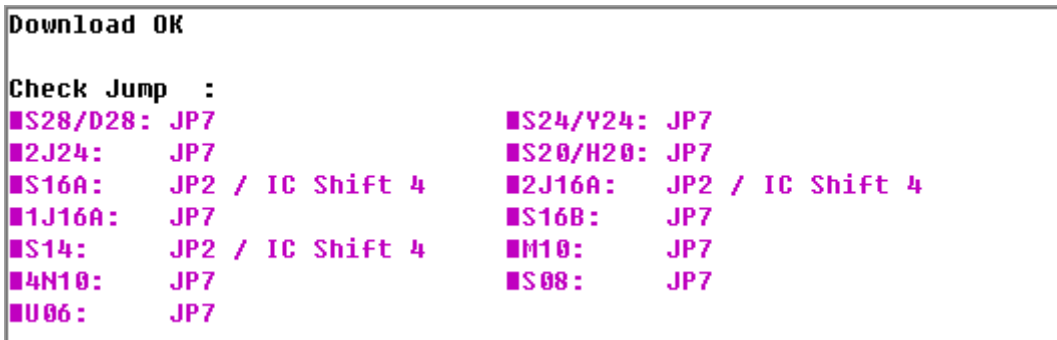 Download OK
Check Jump  :
■S28/D28: JP7                  ■S24/Y24: JP7
■2J24:    JP7                  ■S20/H20: JP7
■S16A:    JP2 / IC Shift 4     ■2J16A:   JP2 / IC Shift 4
■1J16A:   JP7                  ■S16B:    JP7
■S14:     JP2 / IC Shift 4     ■M10:     JP7
■4N10:    JP7                  ■S08:     JP7
■U06:     JP7